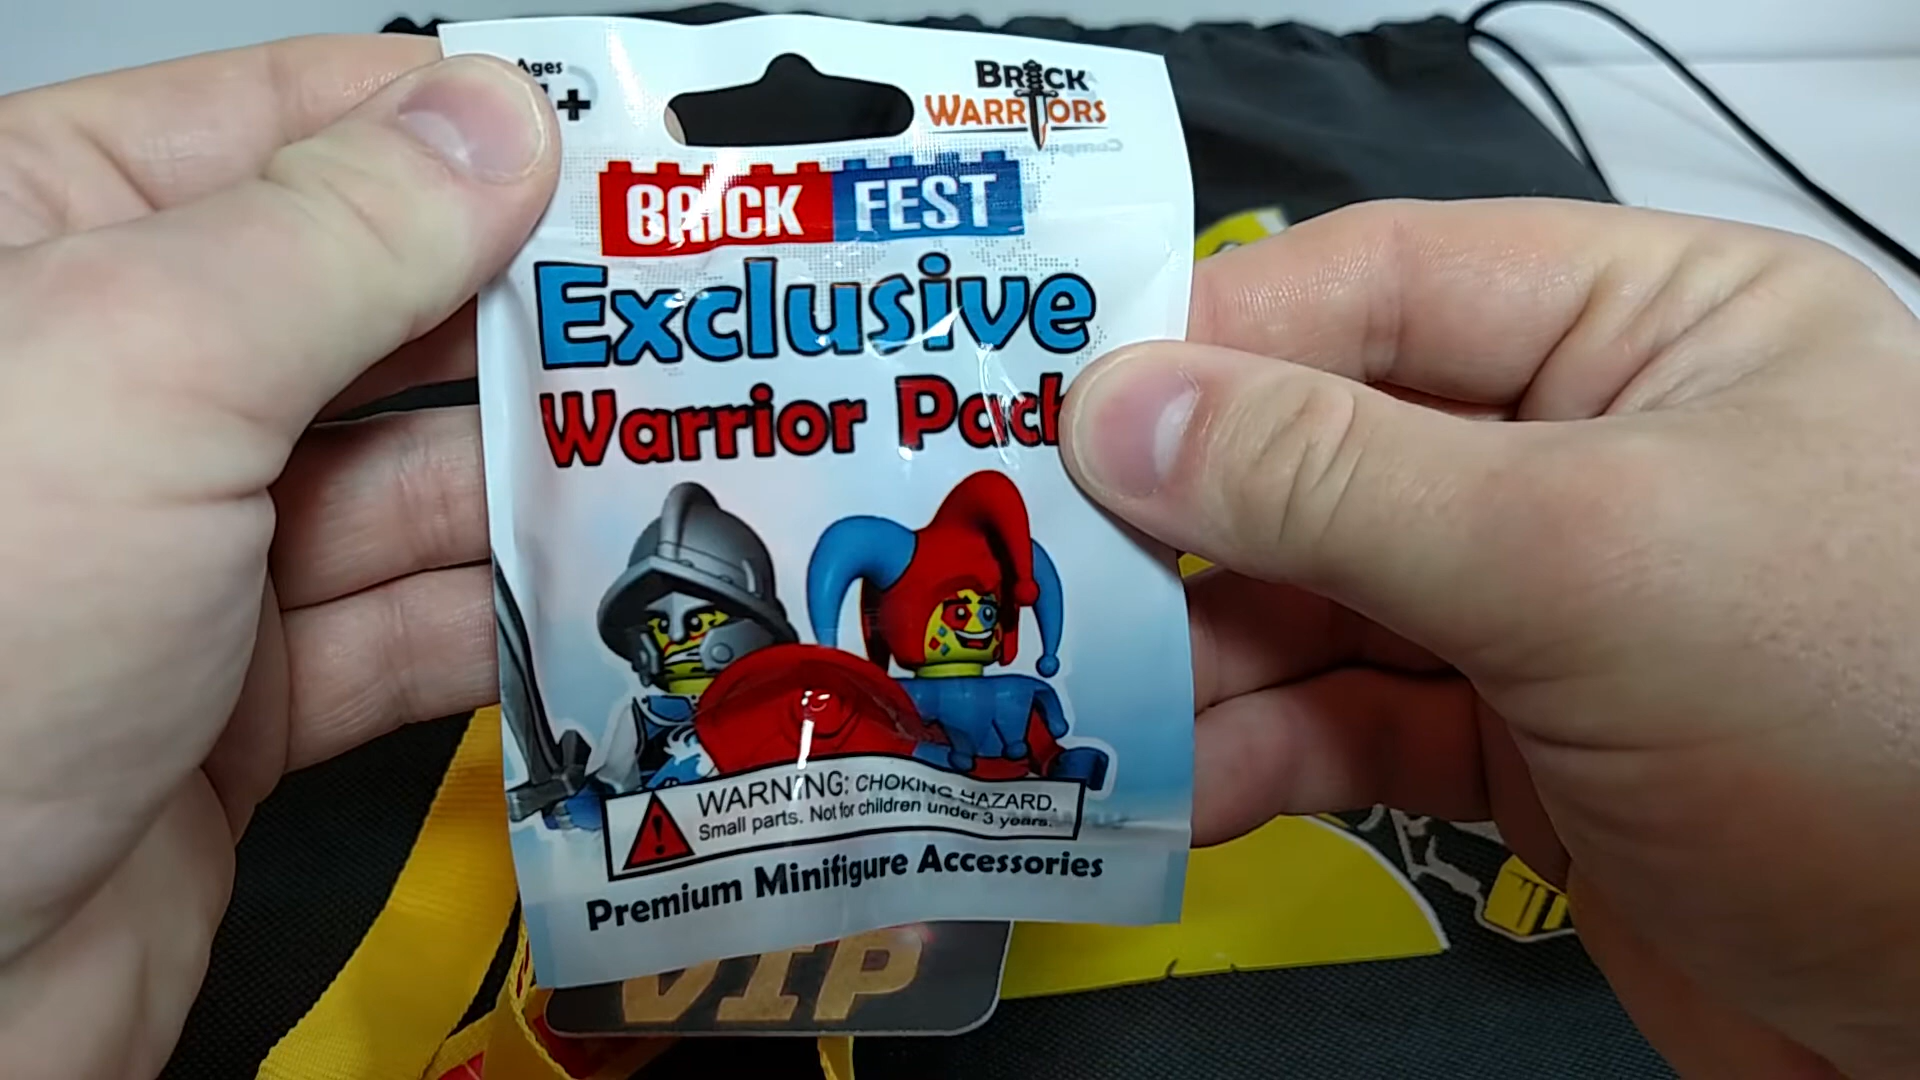 Ages
+
BRICK
WARRIORS
BRICK FEST
Exclusive
Warrior Pack
WARNING: CHOKING HAZARD.
Small parts. Not for children under 3 years.
Premium Minifigure Accessories
VIP